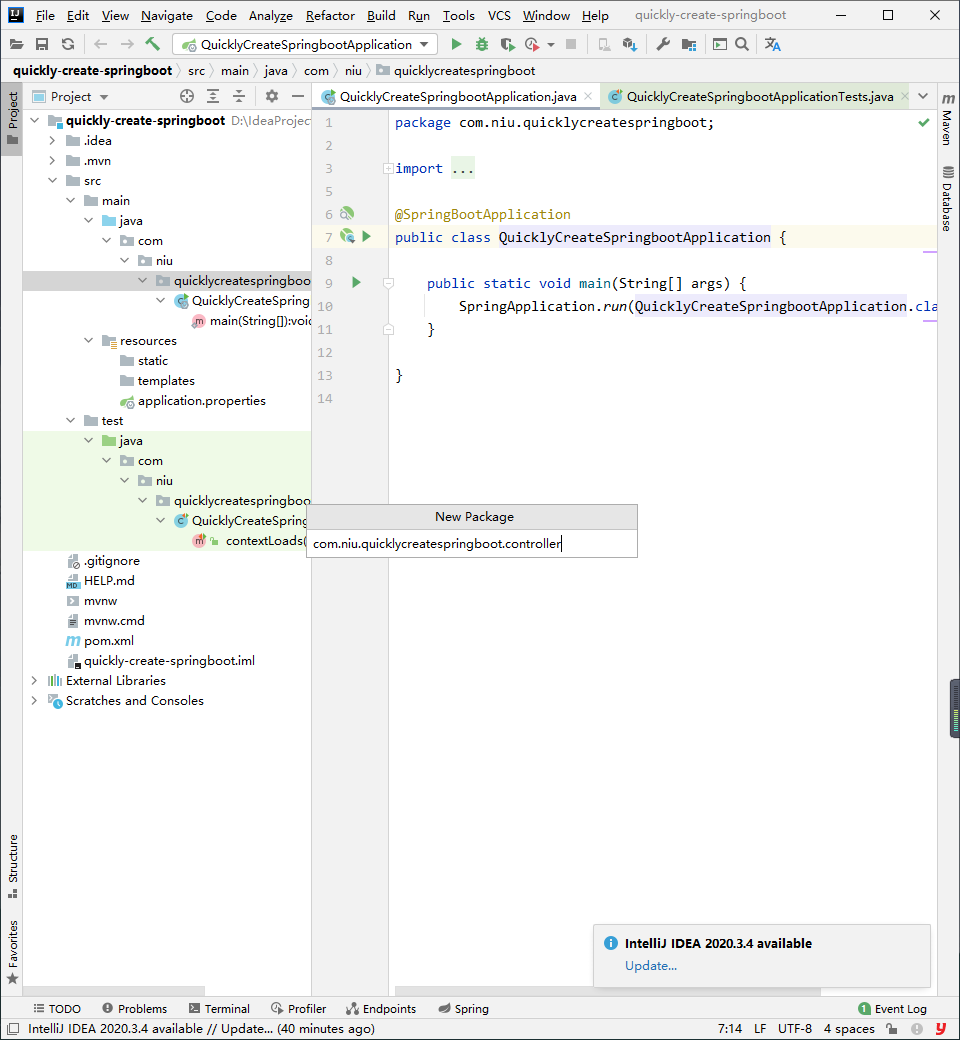 File Edit View Navigate Code Analyze Refactor Build Run Tools VCS Window Help quickly-create-springboot
QuicklyCreateSpringbootApplication
quickly-create-springboot src main java com niu quicklycreatespringboot
Project
QuicklyCreateSpringbootApplication.java
QuicklyCreateSpringbootApplicationTests.java
Project
Structure
Favorites
quickly-create-springboot D:\IdeaProjec
.idea
.mvn
src
main
java
com
niu
quicklycreatespringboo
QuicklyCreateSpring
main(String[]):void
resources
static
templates
application.properties
test
java
com
niu
quicklycreatespringboo
QuicklyCreateSpring
contextLoads(
.gitignore
HELP.md
mvnw
mvnw.cmd
pom.xml
quickly-create-springboot.iml
External Libraries
Scratches and Consoles
1 package com.niu.quicklycreatespringboot;
2
3 import ...
5
6 @SpringBootApplication
7 public class QuicklyCreateSpringbootApplication {
8
9 public static void main(String[] args) {
10 SpringApplication.run(QuicklyCreateSpringbootApplication.cla
11 }
12
13 }
14
New Package
com.niu.quicklycreatespringboot.controller
Maven
Database
IntelliJ IDEA 2020.3.4 available
Update...
TODO Problems Terminal Profiler Endpoints Spring 1 Event Log
IntelliJ IDEA 2020.3.4 available // Update... (40 minutes ago) 7:14 LF UTF-8 4 spaces